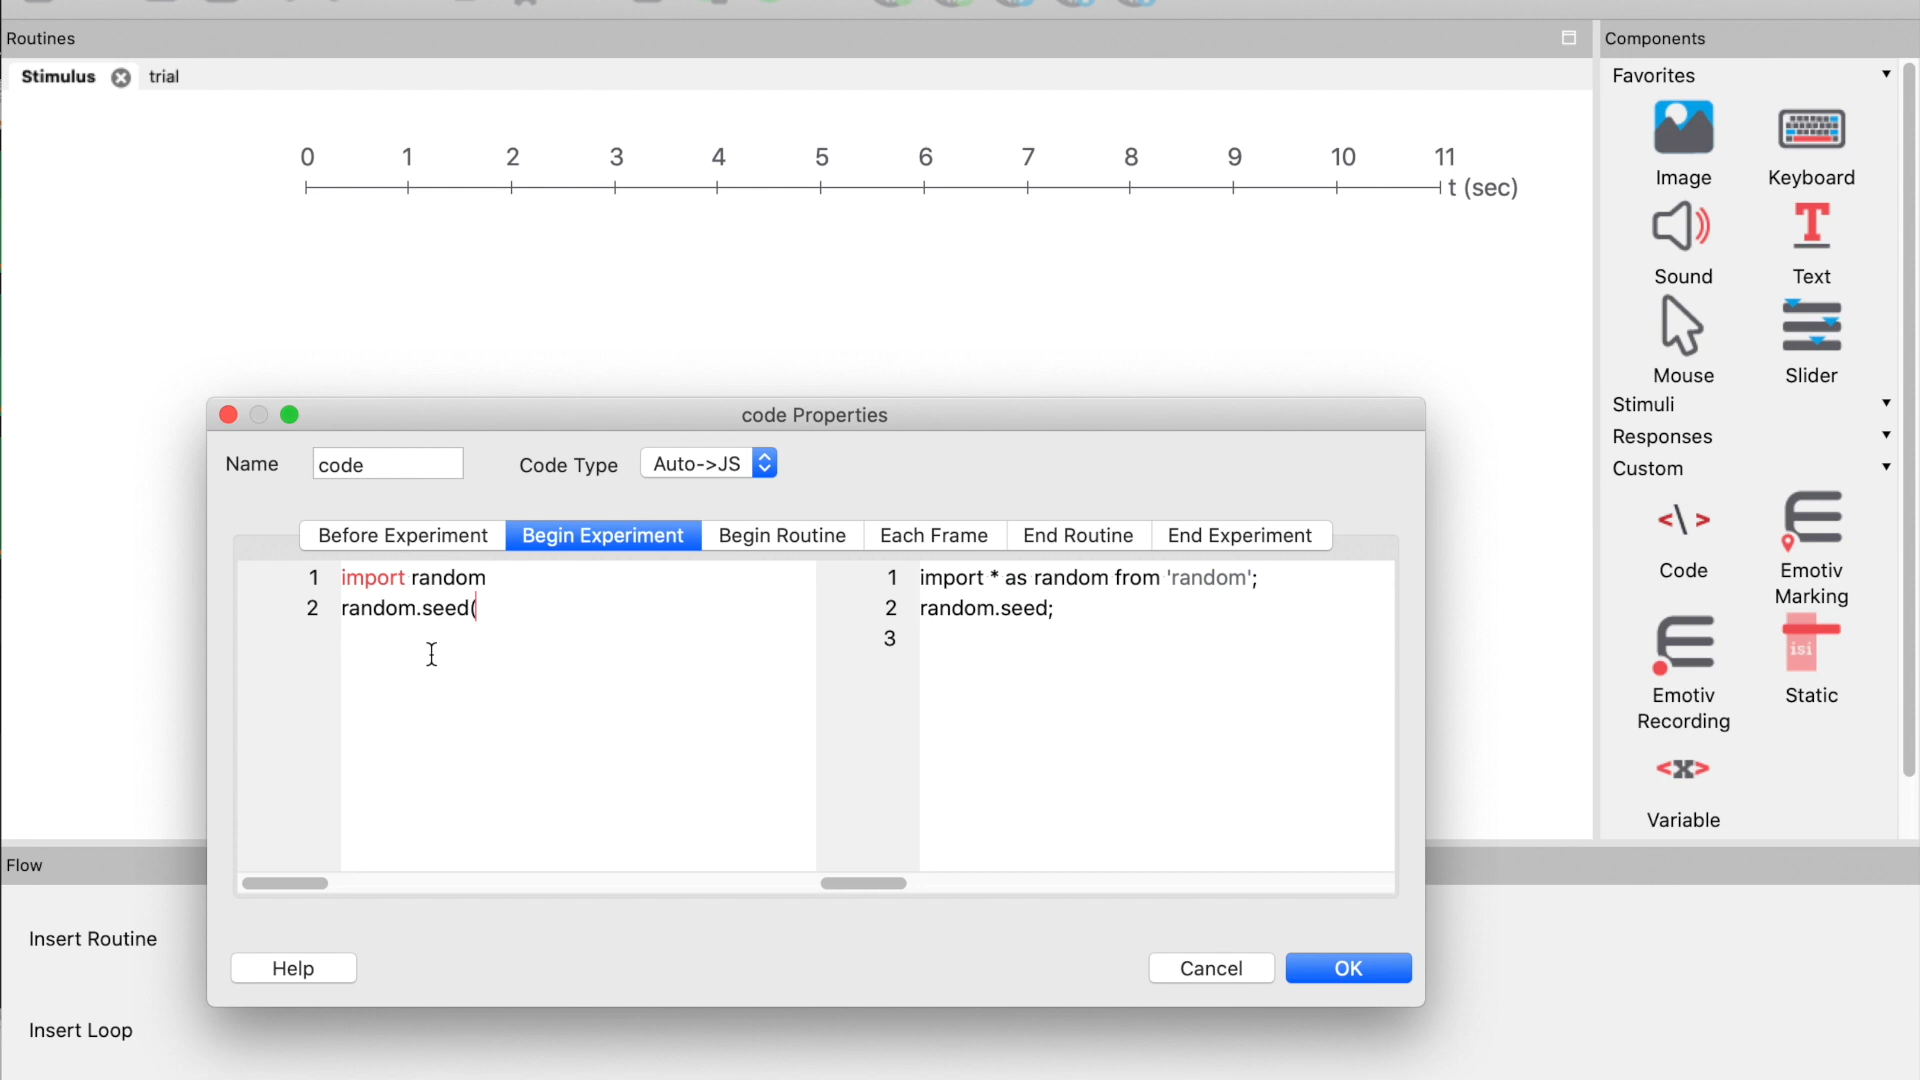 Routines
Stimulus trial
0 1 2 3 4 5 6 7 8 9 10 11
t (sec)
Components
Favorites
Image Keyboard
Sound Text
Mouse Slider
Stimuli
Responses
Custom
Code Emotiv Marking
Emotiv Recording isi Static
Variable
code Properties
Name code Code Type Auto->JS
Before Experiment Begin Experiment Begin Routine Each Frame End Routine End Experiment
1 import random
2 random.seed(
1 import * as random from 'random';
2 random.seed;
3
Help Cancel OK
Flow
Insert Routine
Insert Loop